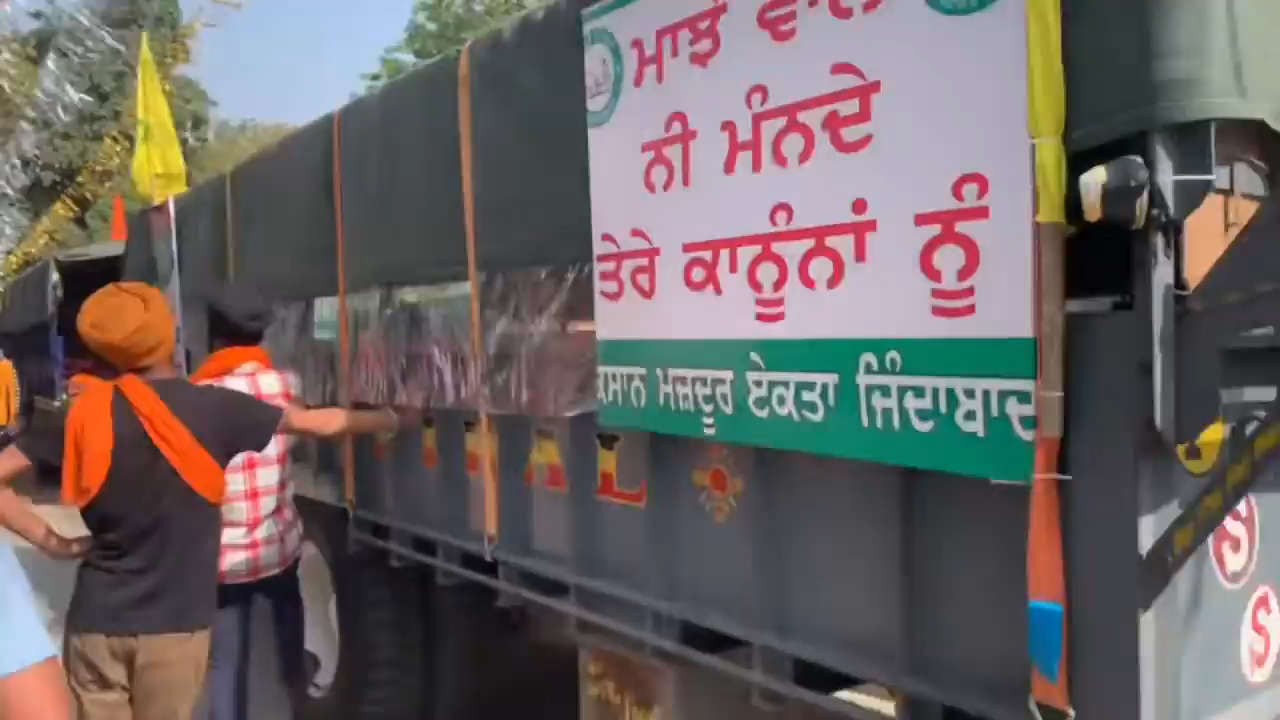 ਮਾਝੇ ਵਾਲੇ
ਨੀ ਮੰਨਦੇ
ਤੇਰੇ ਕਾਨੂੰਨਾਂ ਨੂੰ
ਕਿਸਾਨ ਮਜ਼ਦੂਰ ਏਕਤਾ ਜਿੰਦਾਬਾਦ
S
S